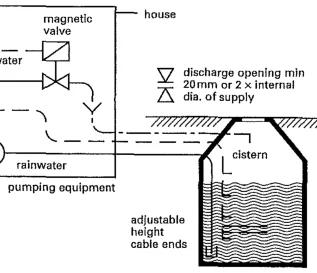 magnetic
valve
house
water
discharge opening min
20mm or 2 × internal
dia. of supply
cistern
rainwater
pumping equipment
adjustable
height
cable ends